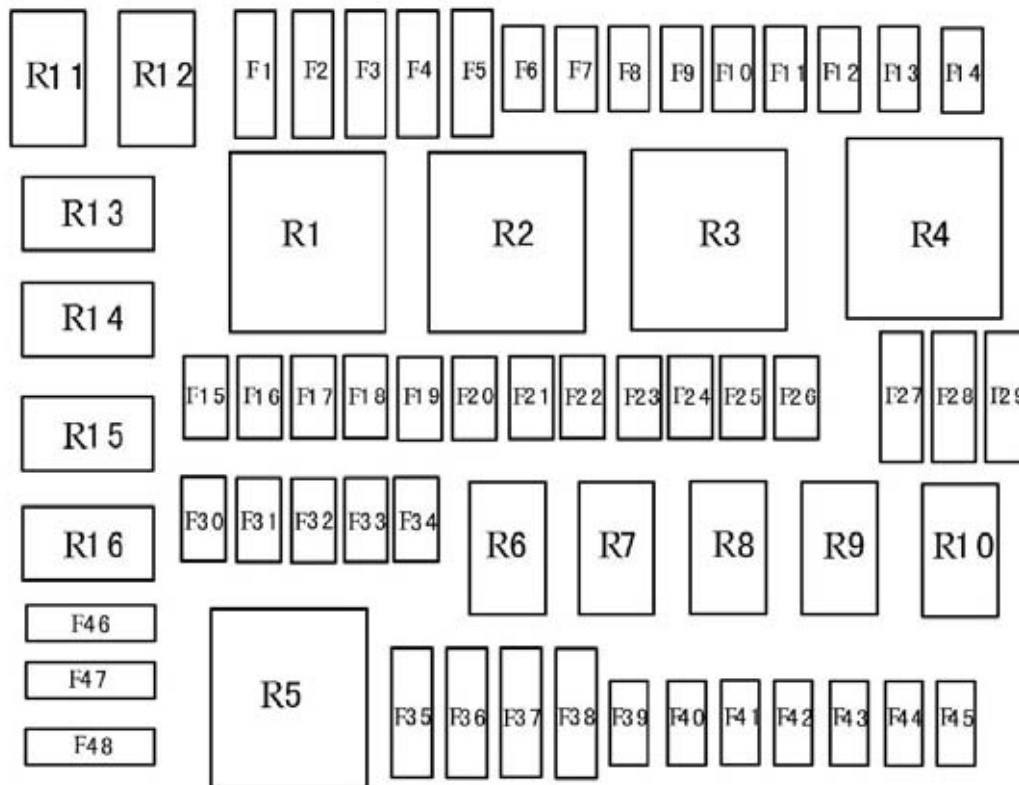 R11 R12 F1 F2 F3 F4 F5 F6 F7 F8 F9 F10 F11 F12 F13 F14
R13 R1 R2 R3 R4
R14
F15 F16 F17 F18 F19 F20 F21 F22 F23 F24 F25 F26 F27 F28 F29
R15
F30 F31 F32 F33 F34 R6 R7 R8 R9 R10
R16
F46
F47 R5
F35 F36 F37 F38 F39 F40 F41 F42 F43 F44 F45
F48